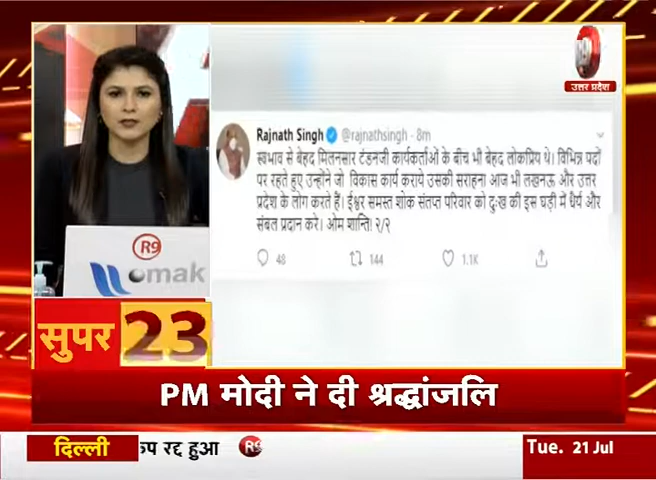 R9
उत्तर प्रदेश
Rajnath Singh @rajnathsingh · 8m
स्वभाव से बेहद मिलनसार टंडनजी कार्यकर्ताओं के बीच भी बेहद लोकप्रिय थे। विभिन्न पदों
पर रहते हुए उन्होंने जो विकास कार्य कराये उसकी सराहना आज भी लखनऊ और उत्तर
प्रदेश के लोग करते हैं। ईश्वर समस्त शोक संतप्त परिवार को दुःख की इस घड़ी में धैर्य और
संबल प्रदान करे। ओम शान्ति। २/२
48 144 1.1K
R9
omak
सुपर 23
PM मोदी ने दी श्रद्धांजलि
दिल्ली रद्द हुआ R9 Tue. 21 Jul